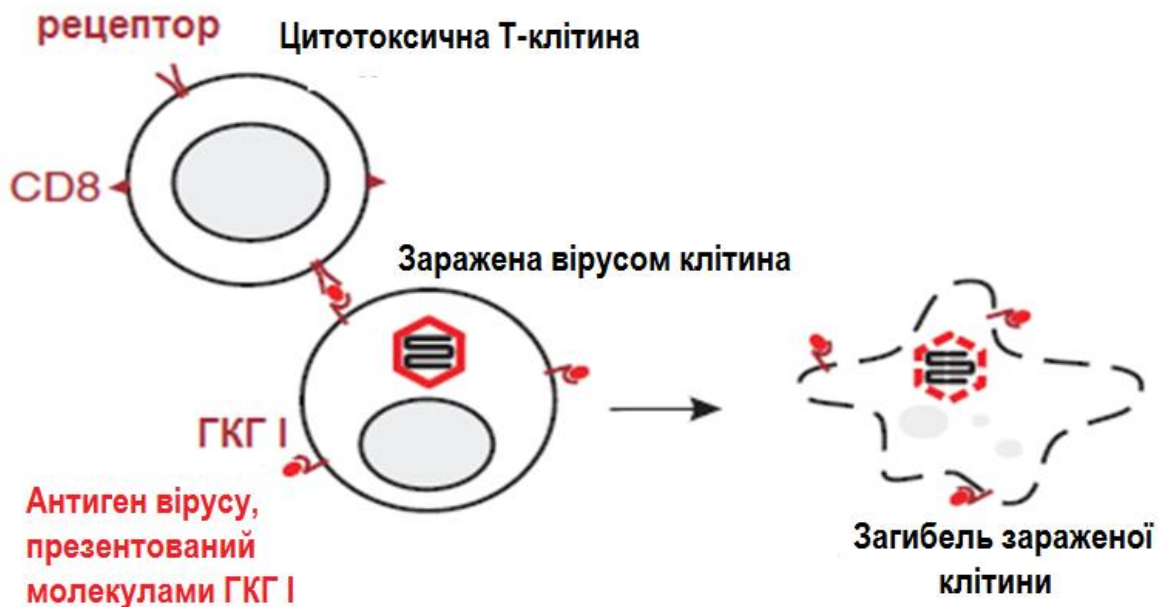 рецептор
Цитотоксична Т-клітина
CD8
Заражена вірусом клітина
ГКГ I
Антиген вірусу,
презентований
молекулами ГКГ I
Загибель зараженої
клітини